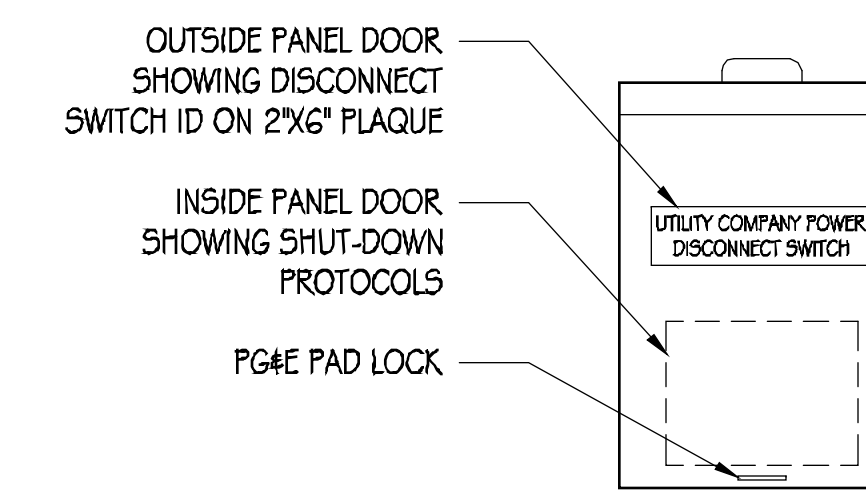 OUTSIDE PANEL DOOR
SHOWING DISCONNECT
SWITCH ID ON 2"X6" PLAQUE
INSIDE PANEL DOOR
SHOWING SHUT-DOWN
PROTOCOLS
PG&E PAD LOCK
UTILITY COMPANY POWER
DISCONNECT SWITCH